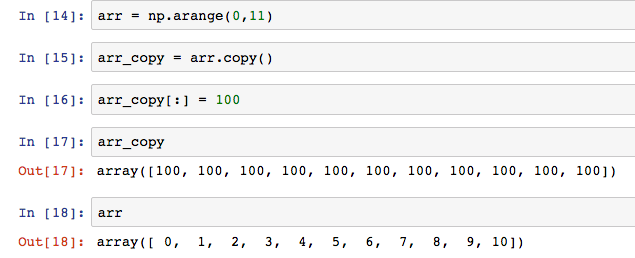 In [14]: arr = np.arange(0,11)
In [15]: arr_copy = arr.copy()
In [16]: arr_copy[:] = 100
In [17]: arr_copy
Out[17]: array([100, 100, 100, 100, 100, 100, 100, 100, 100, 100, 100])
In [18]: arr
Out[18]: array([ 0,  1,  2,  3,  4,  5,  6,  7,  8,  9, 10])